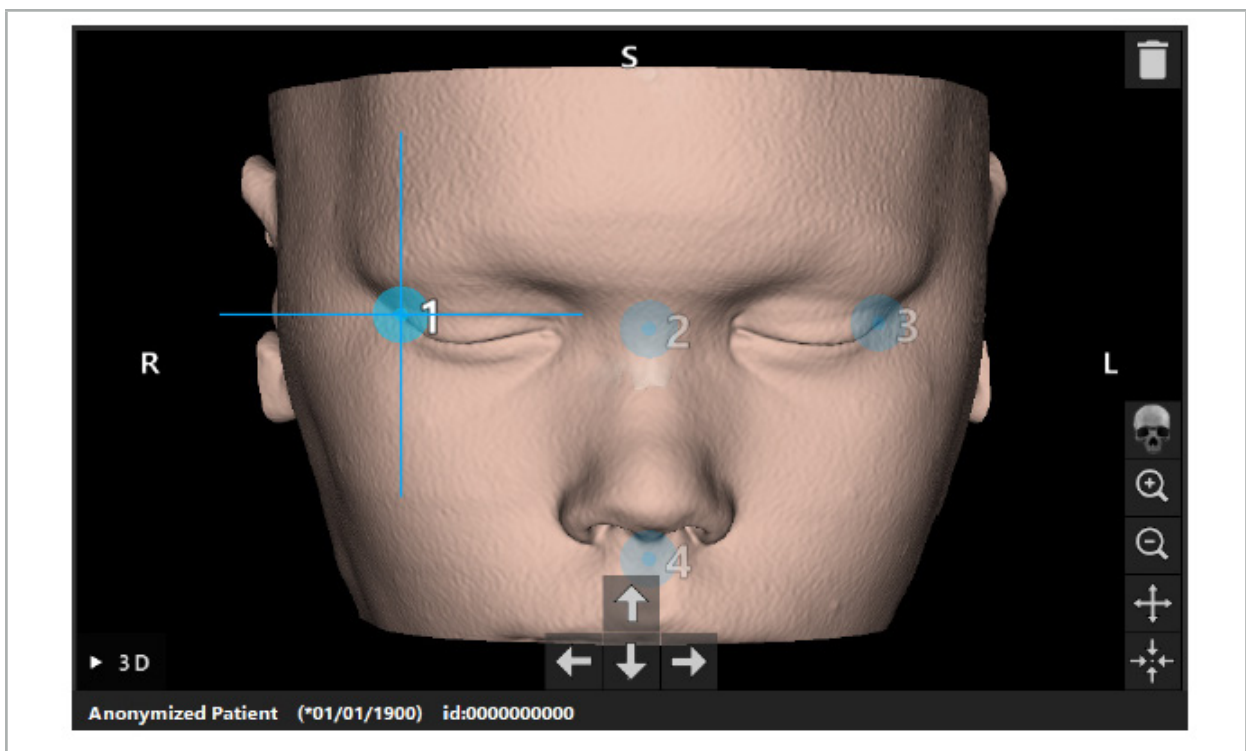 S
1
2
3
R
L
4
3D
Anonymized Patient (*01/01/1900) id:0000000000